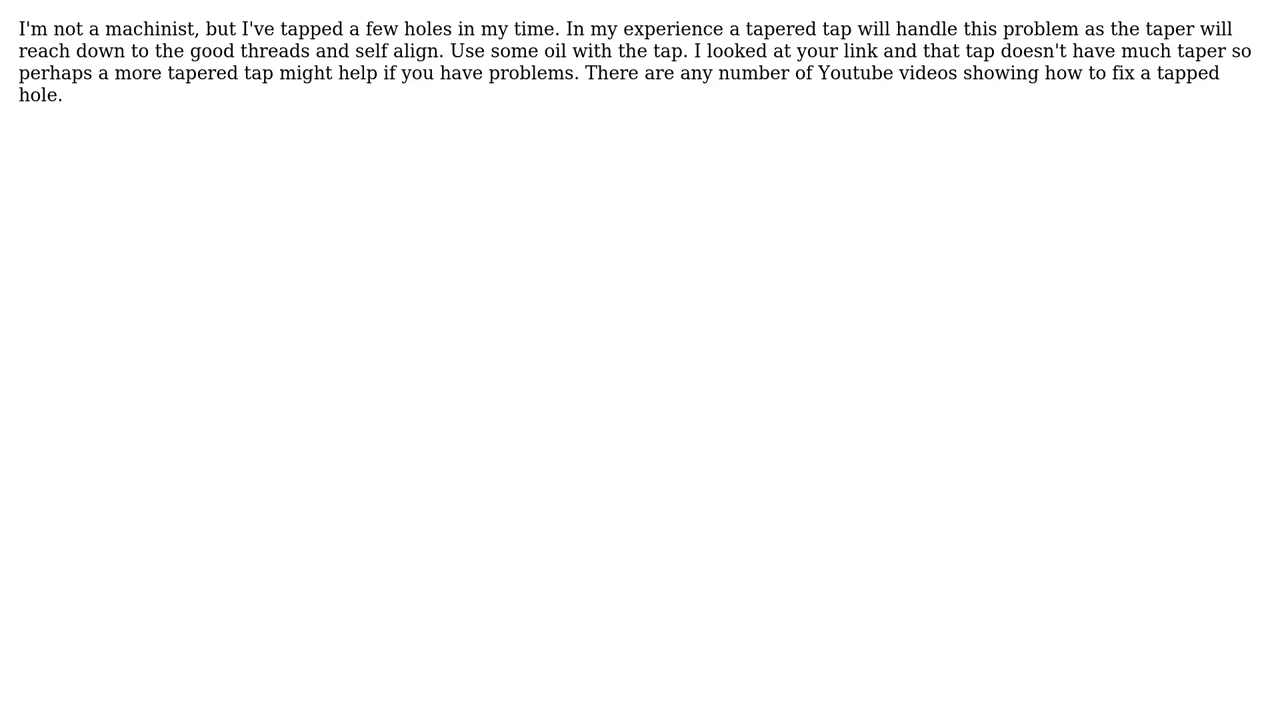 I'm not a machinist, but I've tapped a few holes in my time. In my experience a tapered tap will handle this problem as the taper will
reach down to the good threads and self align. Use some oil with the tap. I looked at your link and that tap doesn't have much taper so
perhaps a more tapered tap might help if you have problems. There are any number of Youtube videos showing how to fix a tapped
hole.